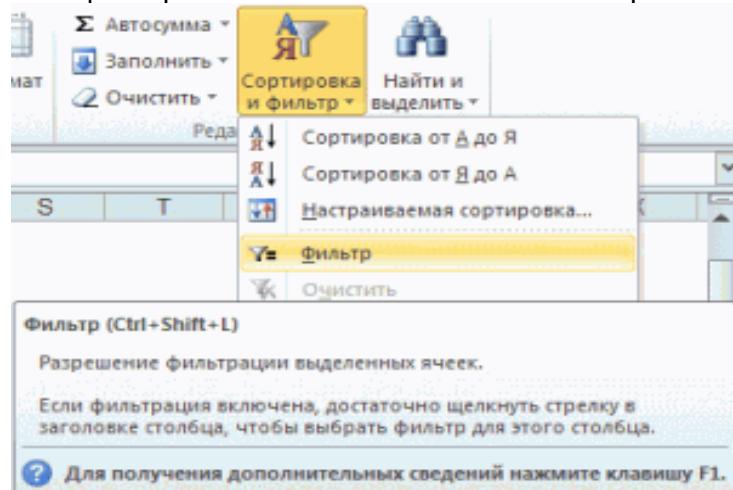 Σ Автосумма
Заполнить
Очистить
мат
Сортировка
и фильтр
Найти и
выделить
Реда
Сортировка от А до Я
Сортировка от Я до А
Настраиваемая сортировка...
S T
Фильтр
Очистить
Фильтр (Ctrl+Shift+L)
Разрешение фильтрации выделенных ячеек.
Если фильтрация включена, достаточно щелкнуть стрелку в
заголовке столбца, чтобы выбрать фильтр для этого столбца.
Для получения дополнительных сведений нажмите клавишу F1.